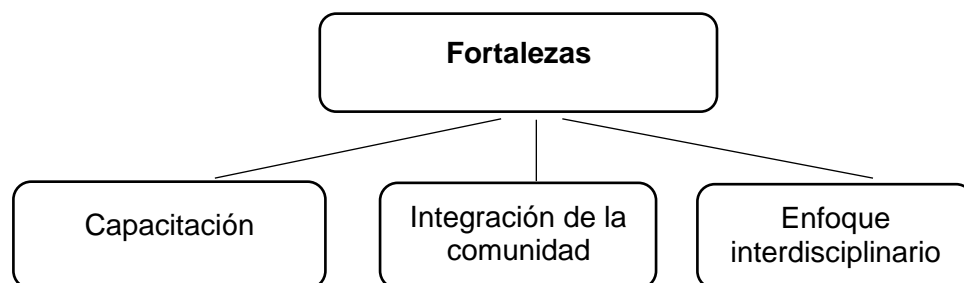 Fortalezas
Capacitación
Integración de la
comunidad
Enfoque
interdisciplinario